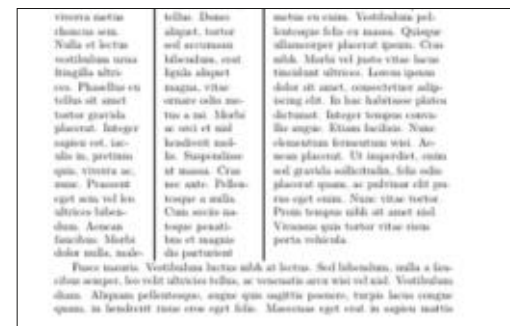 viverra metus
rhoncus sem.
Nulla et lectus
vestibulum urna
fringilla ultri-
ces. Phasellus eu
tellus sit amet
tortor gravida
placerat. Integer
sapien est, iac-
ulis in, pretium
quis, viverra ac,
nunc. Praesent
eget sem vel leo
ultrices biben-
dum. Aenean
faucibus. Morbi
dolor nulla, male-
tellus. Donec
aliquet, tortor
sed accumsan
bibendum, erat
ligula aliquet
magna, vitae
ornare odio me-
tus a mi. Morbi
ac orci et nisl
hendrerit mol-
lis. Suspendisse
ut massa. Cras
nec ante. Pellen-
tesque a nulla.
Cum sociis na-
toque penati-
bus et magnis
dis parturient
metus eu enim. Vestibulum pel-
lentesque felis eu massa. Quisque
ullamcorper placerat ipsum. Cras
nibh. Morbi vel justo vitae lacus
tincidunt ultrices. Lorem ipsum
dolor sit amet, consectetuer adip-
iscing elit. In hac habitasse platea
dictumst. Integer tempus conva-
llis augue. Etiam facilisis. Nunc
elementum fermentum wisi. Ae-
nean placerat. Ut imperdiet, enim
sed gravida sollicitudin, felis odio
placerat quam, ac pulvinar elit pu-
rus eget enim. Nunc vitae tortor.
Proin tempus nibh sit amet nisl.
Vivamus quis tortor vitae risus
porta vehicula.
Fusce mauris. Vestibulum luctus nibh at lectus. Sed bibendum, nulla a fau-
cibus semper, leo velit ultricies tellus, ac venenatis arcu wisi vel nisl. Vestibulum
diam. Aliquam pellentesque, augue quis sagittis posuere, turpis lacus congue
quam, in hendrerit risus eros eget felis. Maecenas eget erat in sapien mattis